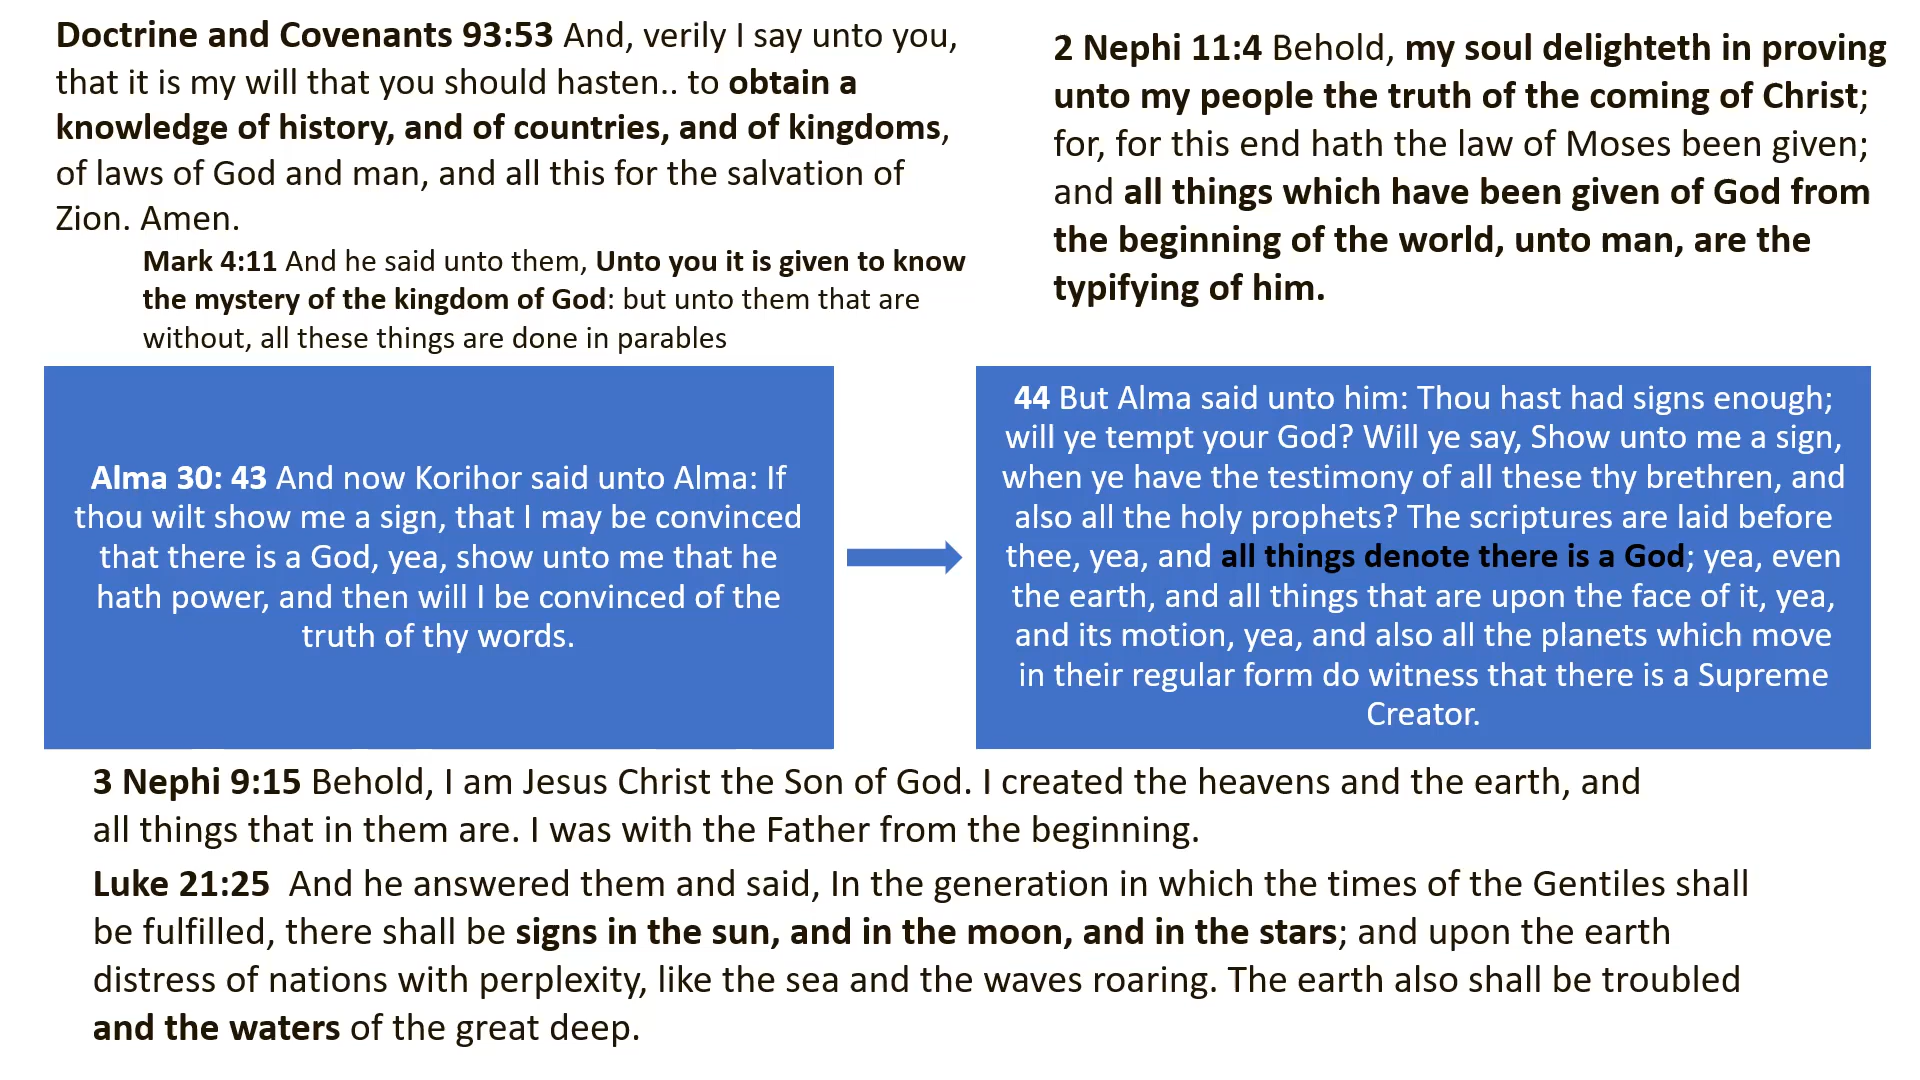 Doctrine and Covenants 93:53 And, verily I say unto you,
that it is my will that you should hasten.. to obtain a
knowledge of history, and of countries, and of kingdoms,
of laws of God and man, and all this for the salvation of
Zion. Amen.
Mark 4:11 And he said unto them, Unto you it is given to know
the mystery of the kingdom of God: but unto them that are
without, all these things are done in parables
2 Nephi 11:4 Behold, my soul delighteth in proving
unto my people the truth of the coming of Christ;
for, for this end hath the law of Moses been given;
and all things which have been given of God from
the beginning of the world, unto man, are the
typifying of him.
Alma 30: 43 And now Korihor said unto Alma: If
thou wilt show me a sign, that I may be convinced
that there is a God, yea, show unto me that he
hath power, and then will I be convinced of the
truth of thy words.
44 But Alma said unto him: Thou hast had signs enough;
will ye tempt your God? Will ye say, Show unto me a sign,
when ye have the testimony of all these thy brethren, and
also all the holy prophets? The scriptures are laid before
thee, yea, and all things denote there is a God; yea, even
the earth, and all things that are upon the face of it, yea,
and its motion, yea, and also all the planets which move
in their regular form do witness that there is a Supreme
Creator.
3 Nephi 9:15 Behold, I am Jesus Christ the Son of God. I created the heavens and the earth, and
all things that in them are. I was with the Father from the beginning.
Luke 21:25 And he answered them and said, In the generation in which the times of the Gentiles shall
be fulfilled, there shall be signs in the sun, and in the moon, and in the stars; and upon the earth
distress of nations with perplexity, like the sea and the waves roaring. The earth also shall be troubled
and the waters of the great deep.